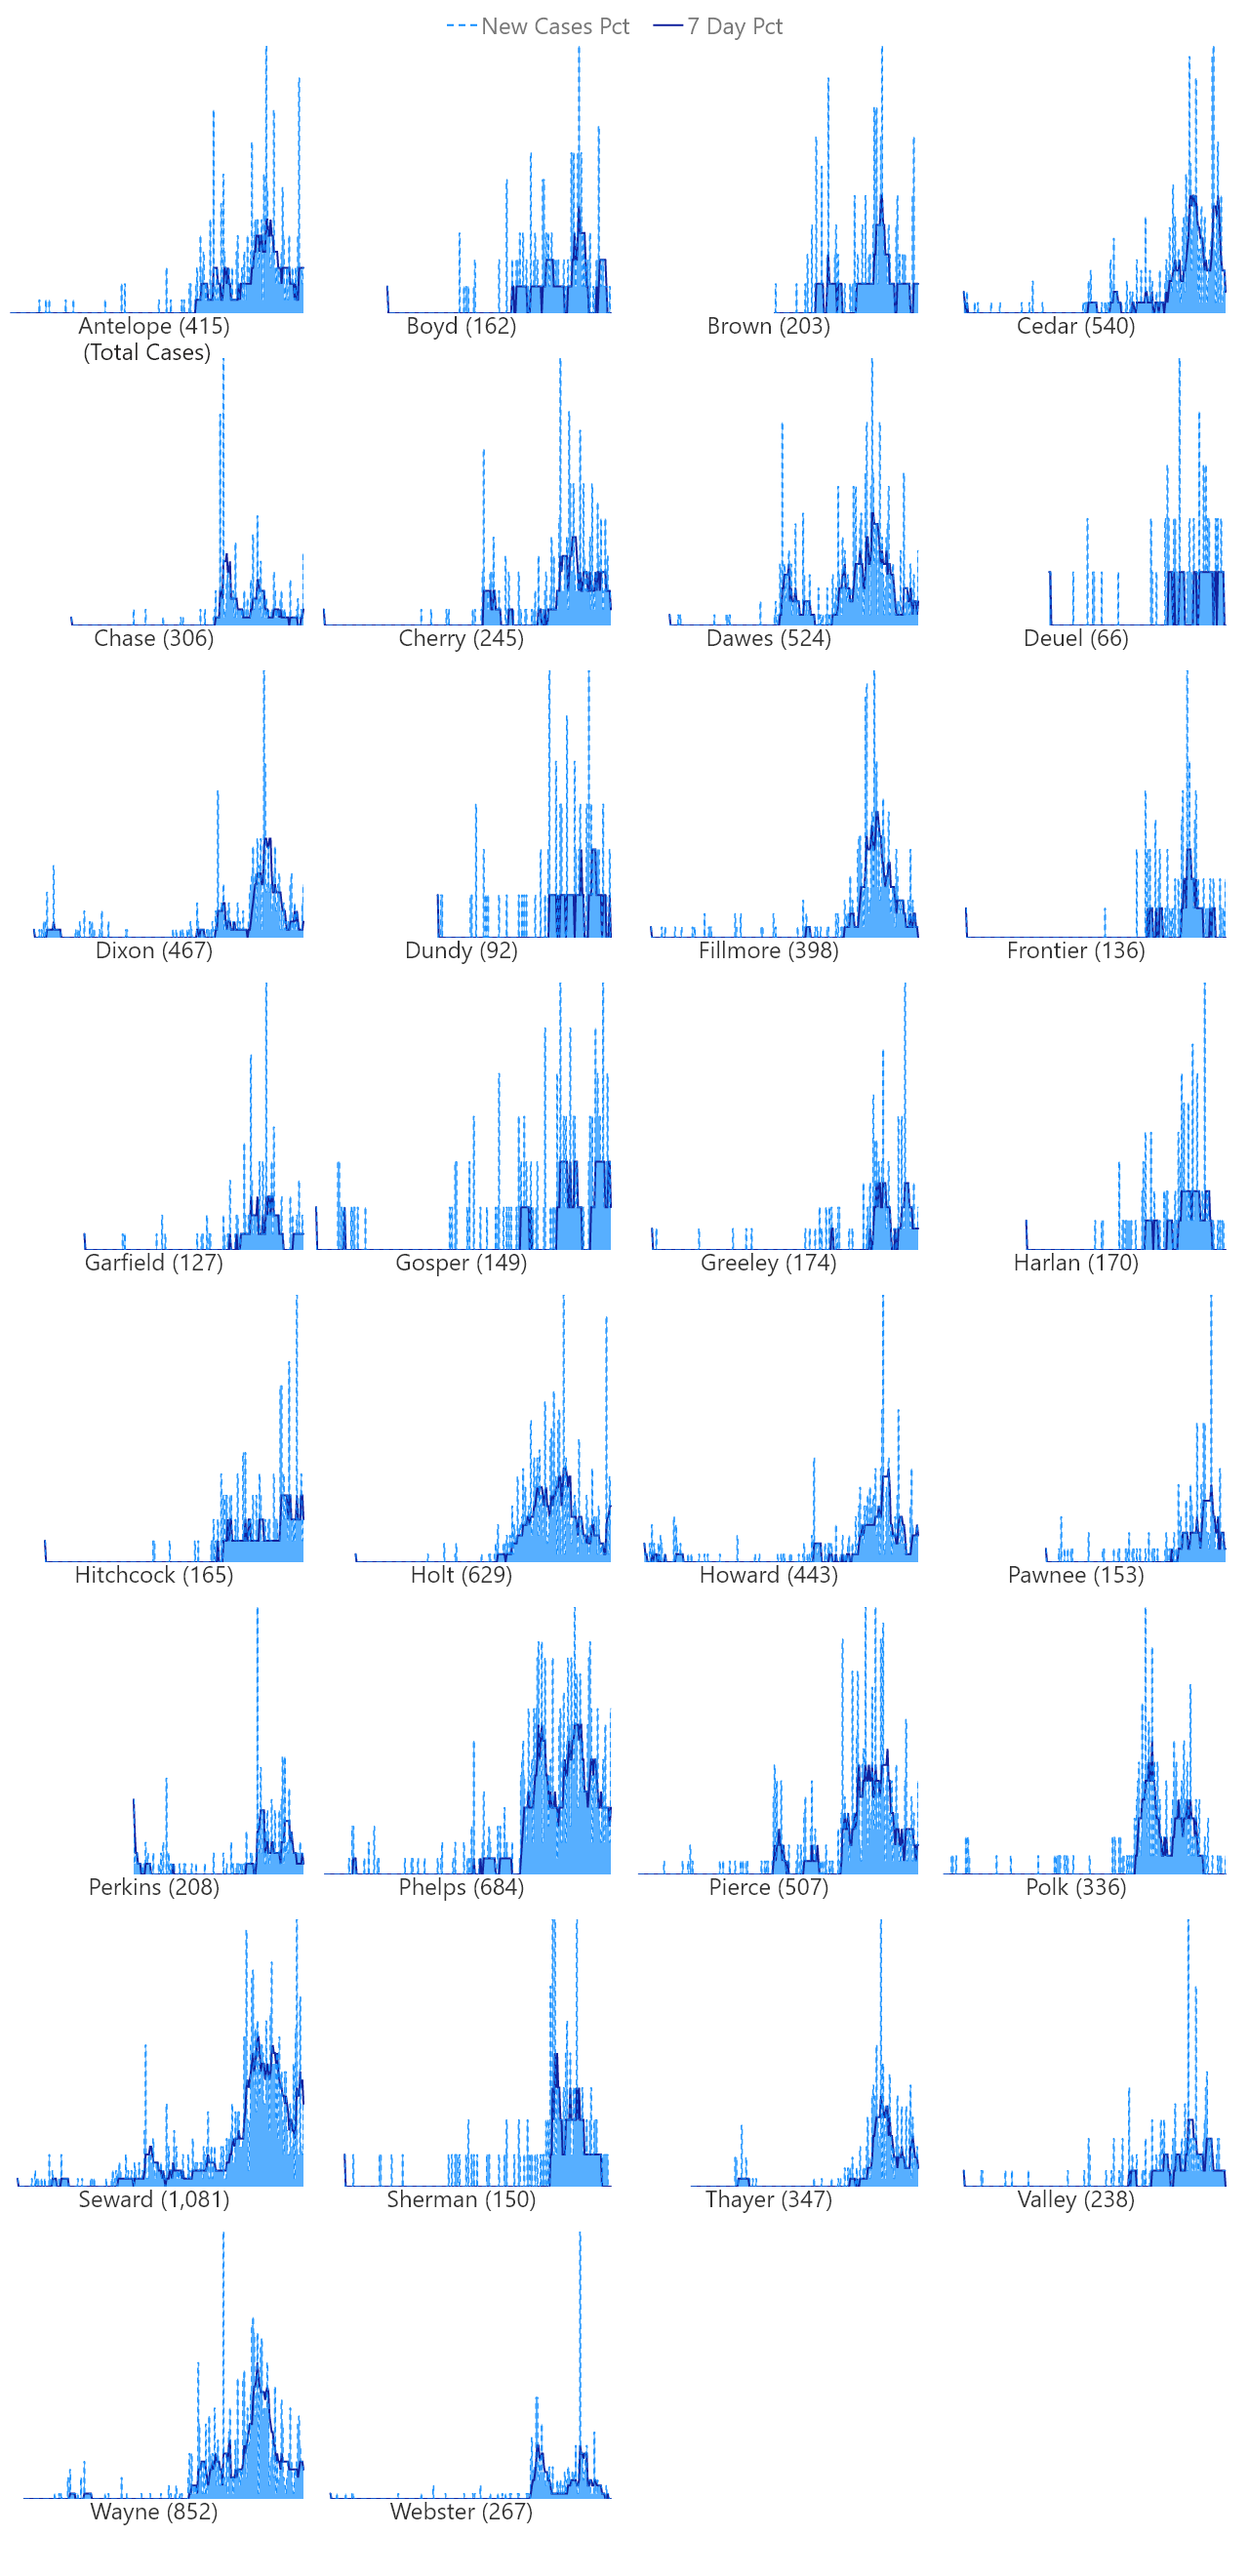 New Cases Pct 7 Day Pct
Antelope (415) Boyd (162) Brown (203) Cedar (540)
(Total Cases)
Chase (306) Cherry (245) Dawes (524) Deuel (66)
Dixon (467) Dundy (92) Fillmore (398) Frontier (136)
Garfield (127) Gosper (149) Greeley (174) Harlan (170)
Hitchcock (165) Holt (629) Howard (443) Pawnee (153)
Perkins (208) Phelps (684) Pierce (507) Polk (336)
Seward (1,081) Sherman (150) Thayer (347) Valley (238)
Wayne (852) Webster (267)